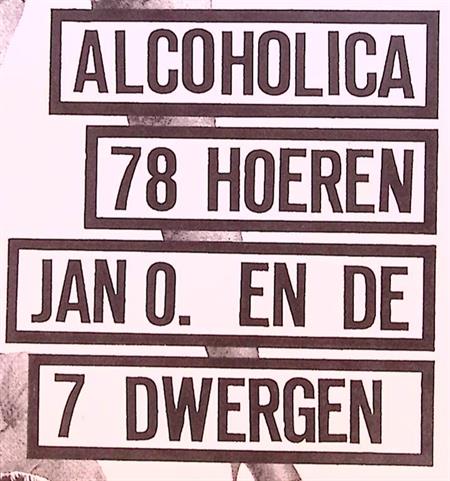 ALCOHOLICA
78 HOEREN
JAN O. EN DE
7 DWERGEN